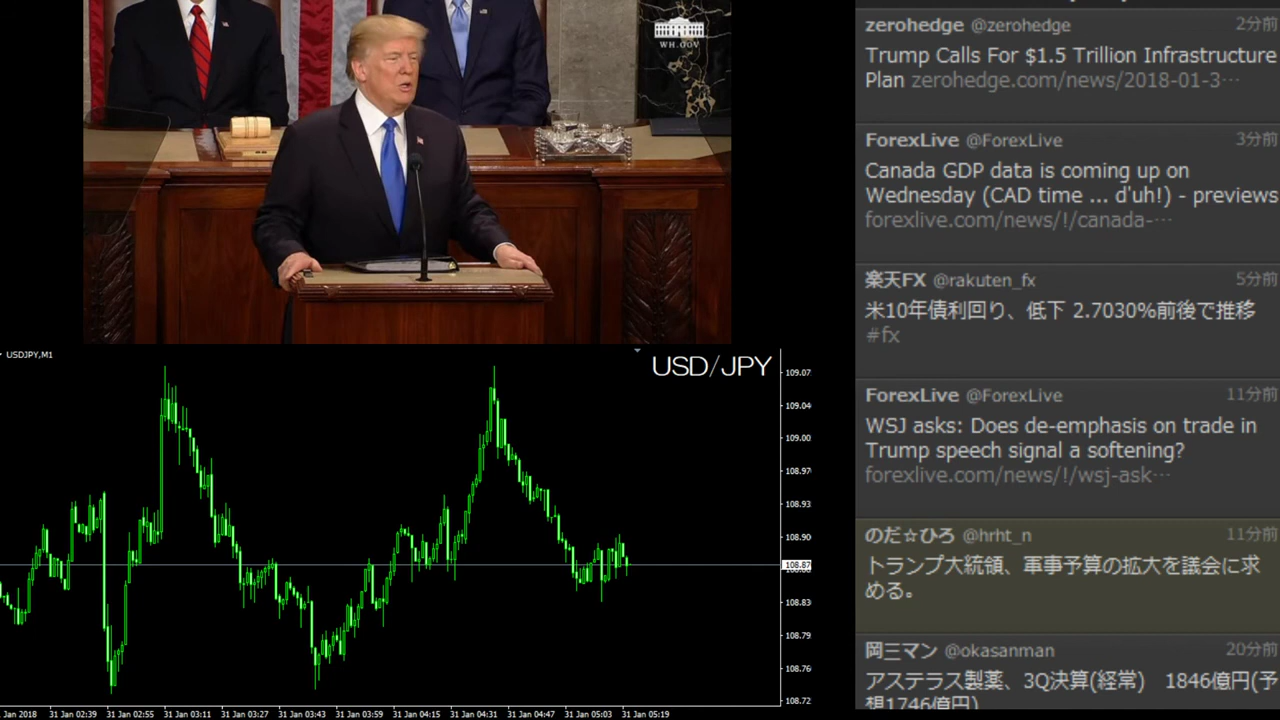 WH.GOV
USDJPY,M1
USD/JPY
109.07
109.04
109.00
108.97
108.93
108.90
108.87
108.83
108.79
108.76
108.72
Jan 2018
31 Jan 02:39
31 Jan 02:55
31 Jan 03:11
31 Jan 03:27
31 Jan 03:43
31 Jan 03:59
31 Jan 04:15
31 Jan 04:31
31 Jan 04:47
31 Jan 05:03
31 Jan 05:19
zerohedge @zerohedge 2分前
Trump Calls For $1.5 Trillion Infrastructure
Plan zerohedge.com/news/2018-01-3…
ForexLive @ForexLive 3分前
Canada GDP data is coming up on
Wednesday (CAD time ... d'uh!) - previews
forexlive.com/news/!/canada-…
楽天FX @rakuten_fx 5分前
米10年債利回り、低下 2.7030%前後で推移
#fx
ForexLive @ForexLive 11分前
WSJ asks: Does de-emphasis on trade in
Trump speech signal a softening?
forexlive.com/news/!/wsj-ask…
のだ☆ひろ @hrht_n 11分前
トランプ大統領、軍事予算の拡大を議会に求
める。
岡三マン @okasanman 20分前
アステラス製薬、3Q決算(経常) 1846億円(予
想1746億円)